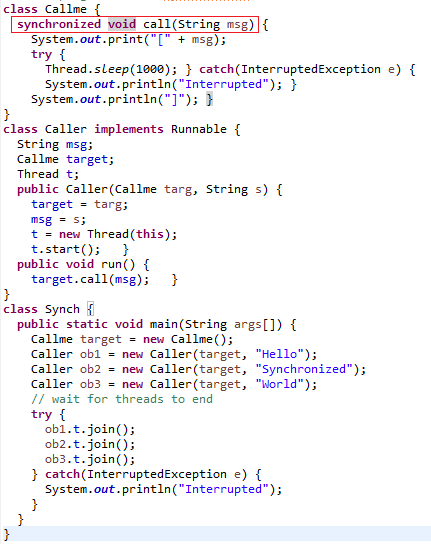 class Callme {
  synchronized void call(String msg) {
    System.out.print("[" + msg);
    try {
      Thread.sleep(1000); } catch(InterruptedException e) {
      System.out.println("Interrupted"); }
    System.out.println("]"); }
}
class Caller implements Runnable {
  String msg;
  Callme target;
  Thread t;
  public Caller(Callme targ, String s) {
    target = targ;
    msg = s;
    t = new Thread(this);
    t.start();   }
  public void run() {
    target.call(msg);   }
}
class Synch {
  public static void main(String args[]) {
    Callme target = new Callme();
    Caller ob1 = new Caller(target, "Hello");
    Caller ob2 = new Caller(target, "Synchronized");
    Caller ob3 = new Caller(target, "World");
    // wait for threads to end
    try {
      ob1.t.join();
      ob2.t.join();
      ob3.t.join();
    } catch(InterruptedException e) {
      System.out.println("Interrupted");
    }
  }
}